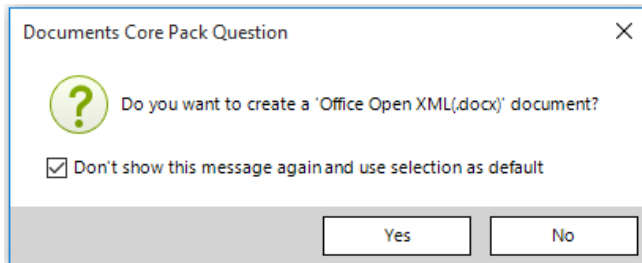 Documents Core Pack Question
Do you want to create a 'Office Open XML(.docx)' document?
Don't show this message again and use selection as default
Yes No